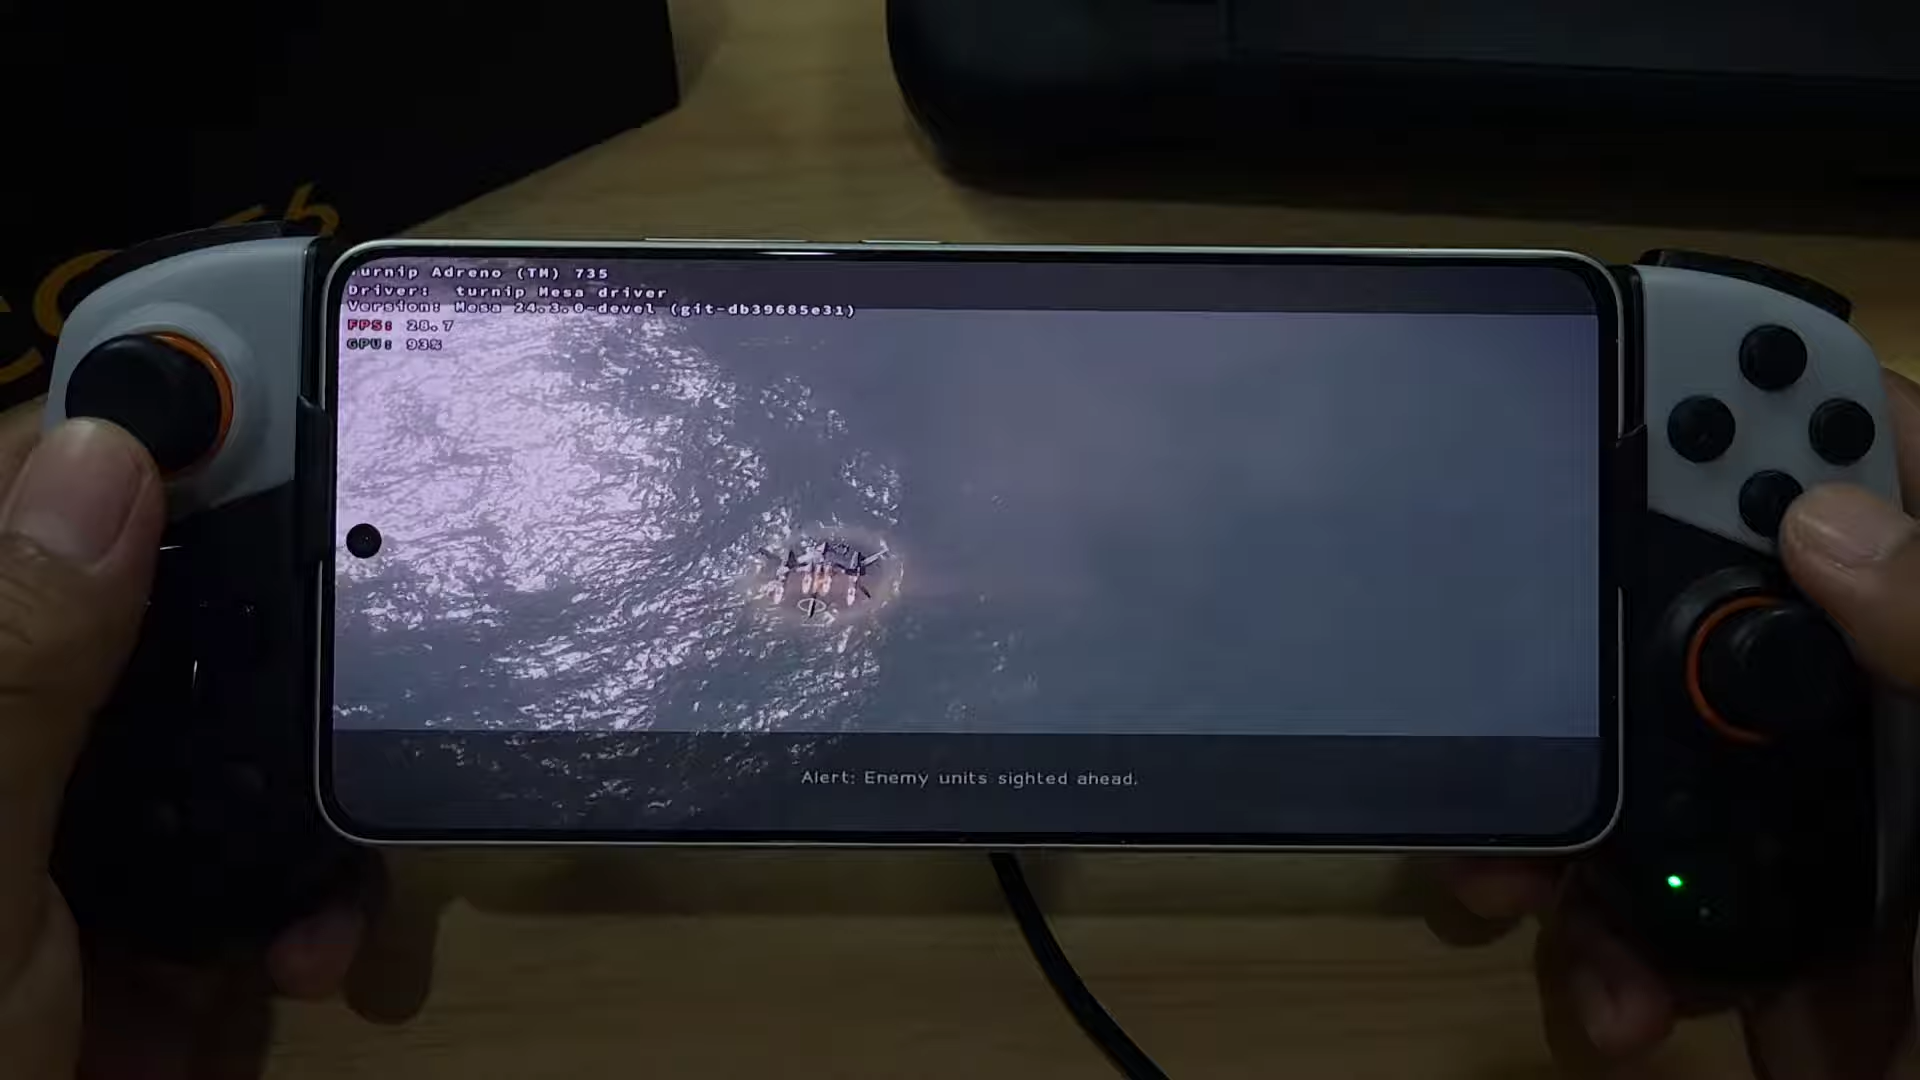 Turnip Adreno (TM) 735
Driver: turnip Mesa driver
Version: Mesa 24.3.0-devel (git-db39685e31)
FPS: 28.7
GPU: 93%
Alert: Enemy units sighted ahead.